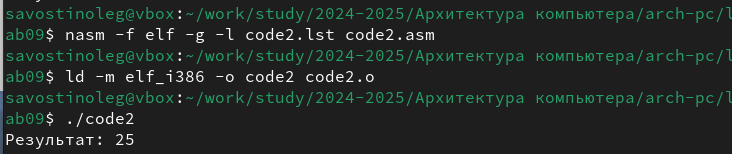 savostinoleg@vbox:~/work/study/2024-2025/Архитектура компьютера/arch-pc/l
ab09$ nasm -f elf -g -l code2.lst code2.asm
savostinoleg@vbox:~/work/study/2024-2025/Архитектура компьютера/arch-pc/l
ab09$ ld -m elf_i386 -o code2 code2.o
savostinoleg@vbox:~/work/study/2024-2025/Архитектура компьютера/arch-pc/l
ab09$ ./code2
Результат: 25